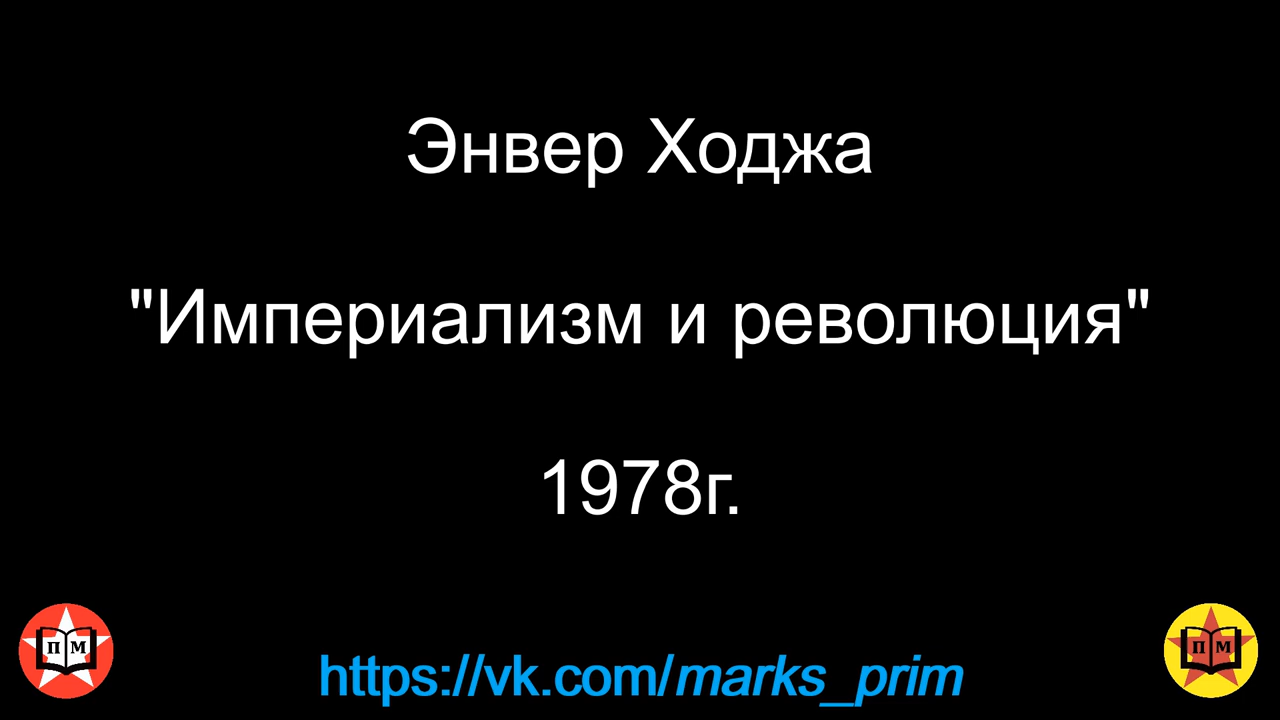 Энвер Ходжа
"Империализм и революция"
1978г.
П М
https://vk.com/marks_prim
П М